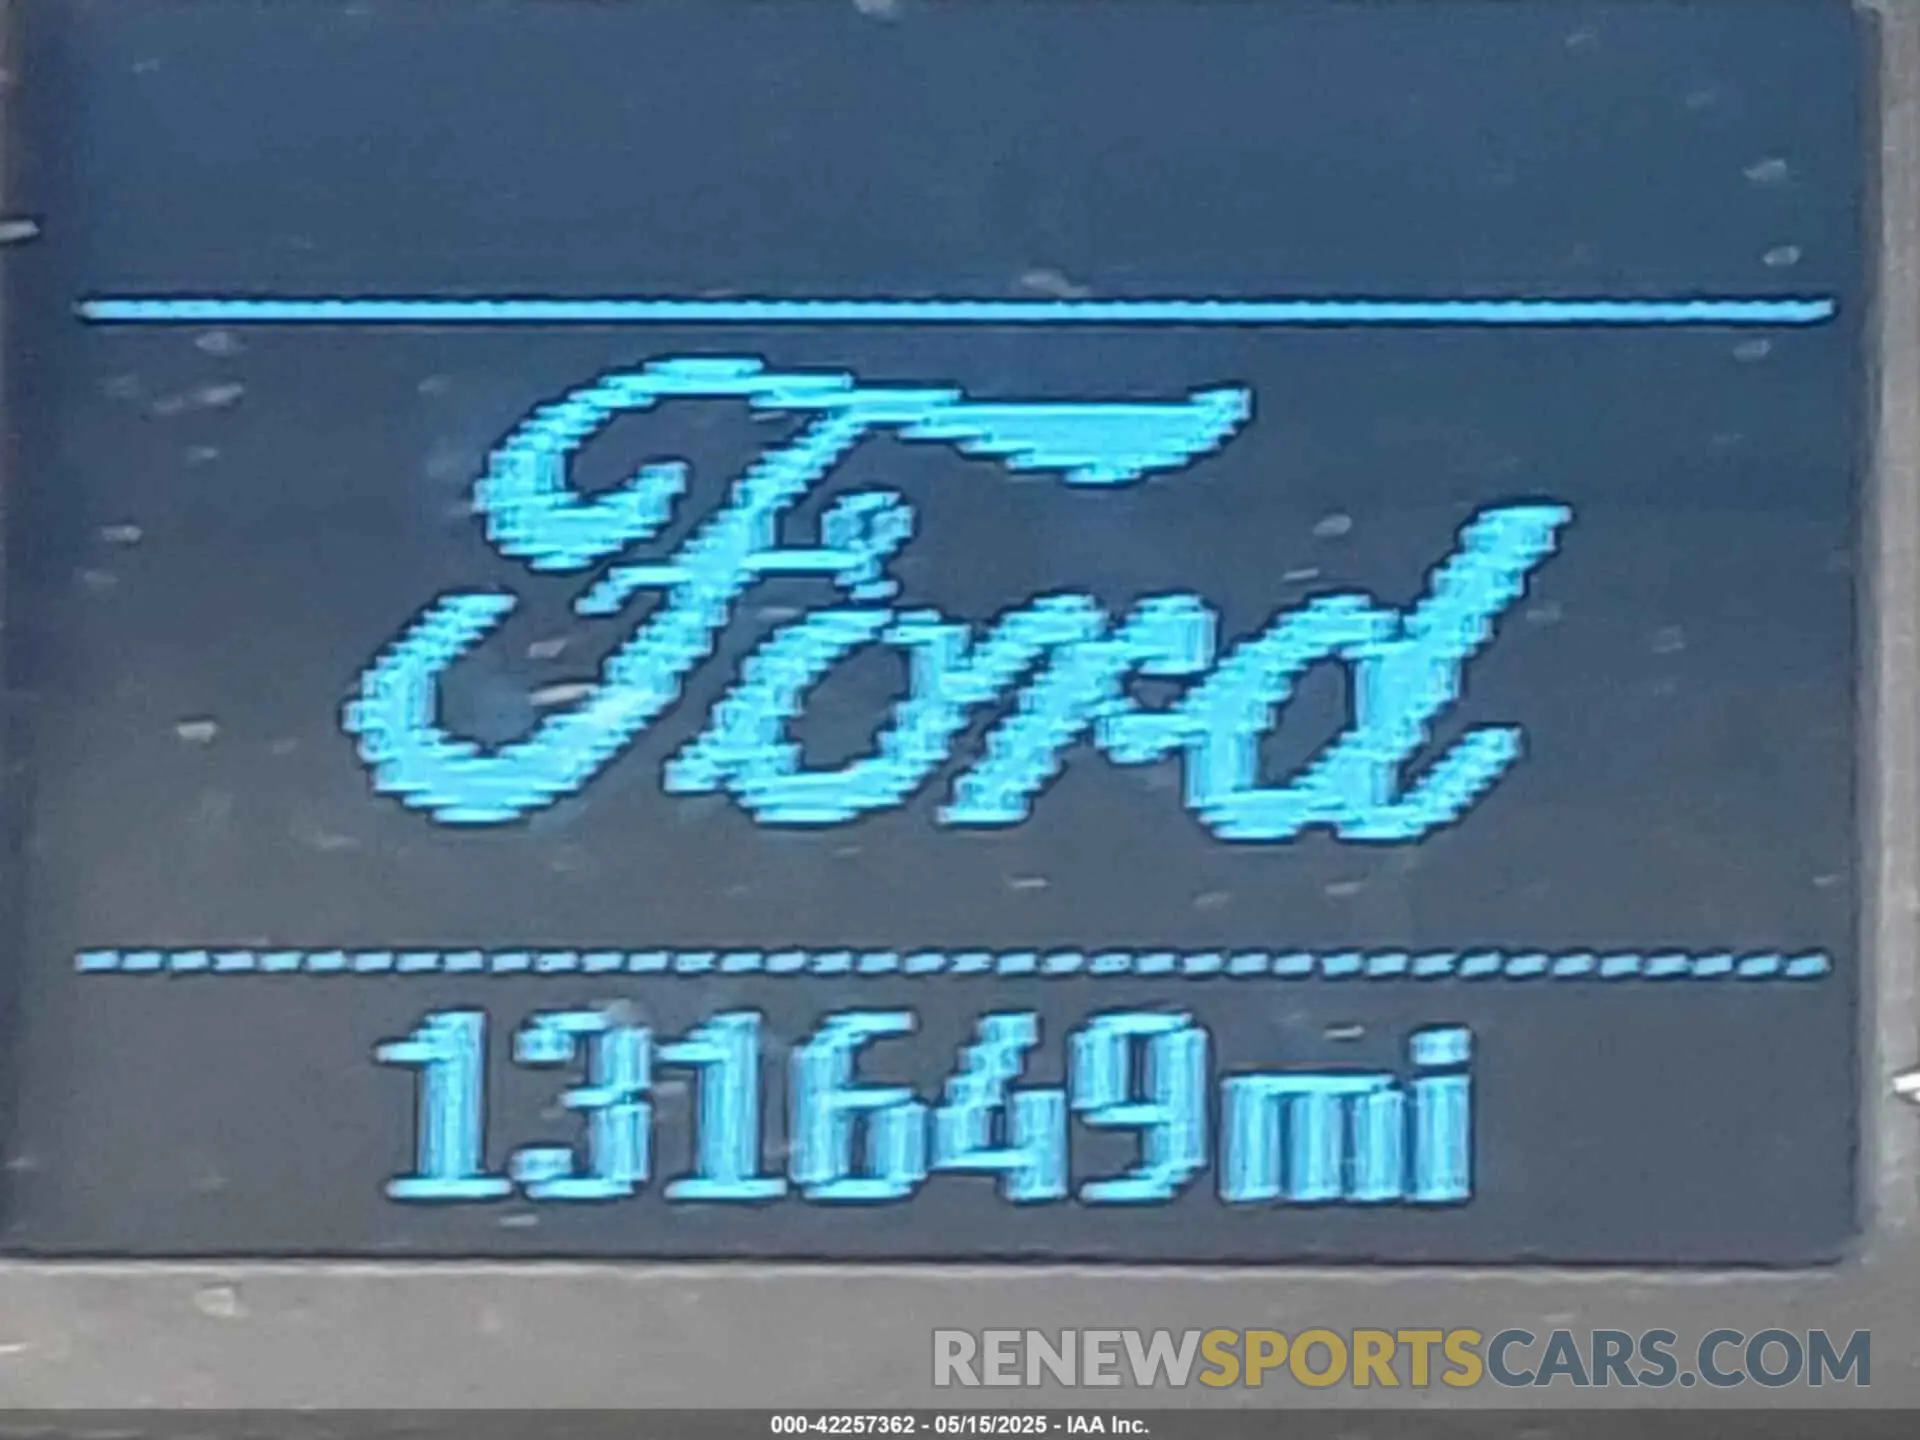 Ford
131649mi
RENEWSPORTSCARS.COM
000-42257362 - 05/15/2025 - IAA Inc.